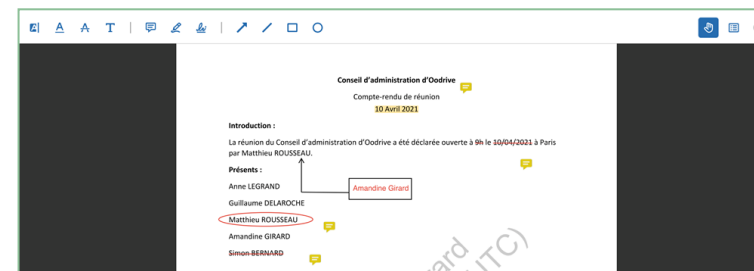 A A T
Conseil d'administration d'Oodrive
Compte-rendu de réunion
10 Avril 2021
Introduction :
La réunion du Conseil d'administration d'Oodrive a été déclarée ouverte à 9h le 10/04/2021 à Paris
par Matthieu ROUSSEAU.
Présents :
Anne LEGRAND
Amandine Girard
Guillaume DELAROCHE
Matthieu ROUSSEAU
Amandine GIRARD
Simon BERNARD